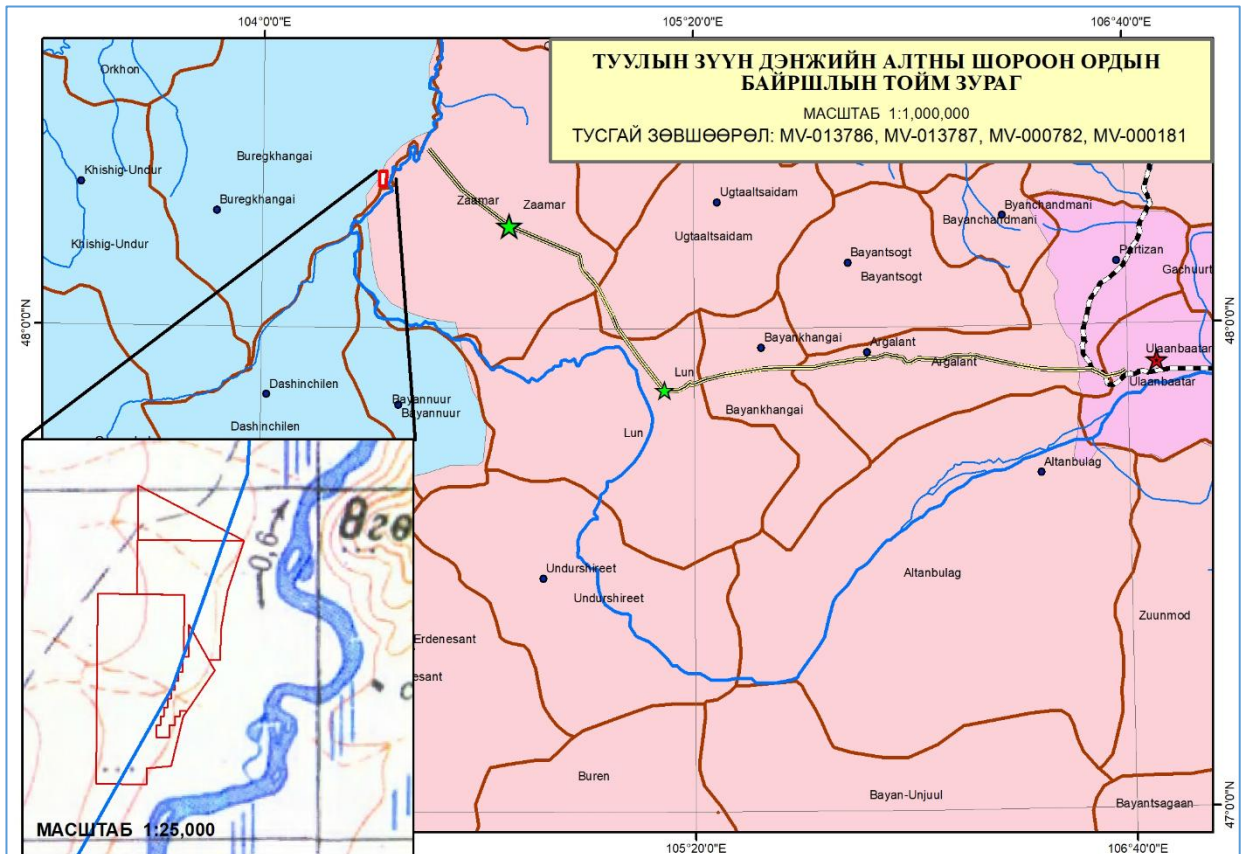 104°0'0"E
105°20'0"E
106°40'0"E
ТУУЛЫН ЗҮҮН ДЭНЖИЙН АЛТНЫ ШОРООН ОРДЫН
БАЙРШЛЫН ТОЙМ ЗУРАГ
МАСШТАБ 1:1,000,000
ТУСГАЙ ЗӨВШӨӨРӨЛ: MV-013786, MV-013787, MV-000782, MV-000181
Orkhon
Buregkhangai
Khishig-Undur
Buregkhangai
Khishig-Undur
Zaamar
Zaamar
Ugtaaltsaidam
Ugtaaltsaidam
Byanchandmani
Bayanchandmani
Bayantsogt
Bayantsogt
Partizan
Gachuurt
48°0'0"N
48°0'0"N
Bayankhangai
Argalant
Argalant
Ulaanbaatar
Ulaanbaatar
Lun
Dashinchilen
Bayannuur
Bayannuur
Dashinchilen
Bayankhangai
Lun
Altanbulag
Altanbulag
Undurshireet
Undurshireet
Erdenesant
esant
Zuunmod
Buren
Bayan-Unjuul
Bayantsagaan
47°0'0"N
0,6
Өгө
МАСШТАБ 1:25,000
105°20'0"E
106°40'0"E